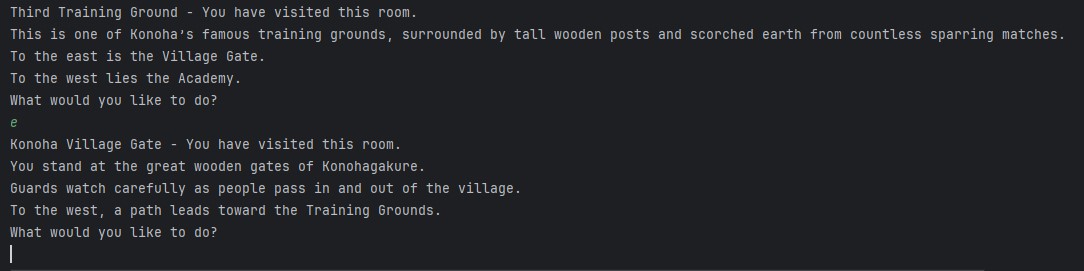 Third Training Ground - You have visited this room.
This is one of Konoha's famous training grounds, surrounded by tall wooden posts and scorched earth from countless sparring matches.
To the east is the Village Gate.
To the west lies the Academy.
What would you like to do?
e
Konoha Village Gate - You have visited this room.
You stand at the great wooden gates of Konohagakure.
Guards watch carefully as people pass in and out of the village.
To the west, a path leads toward the Training Grounds.
What would you like to do?